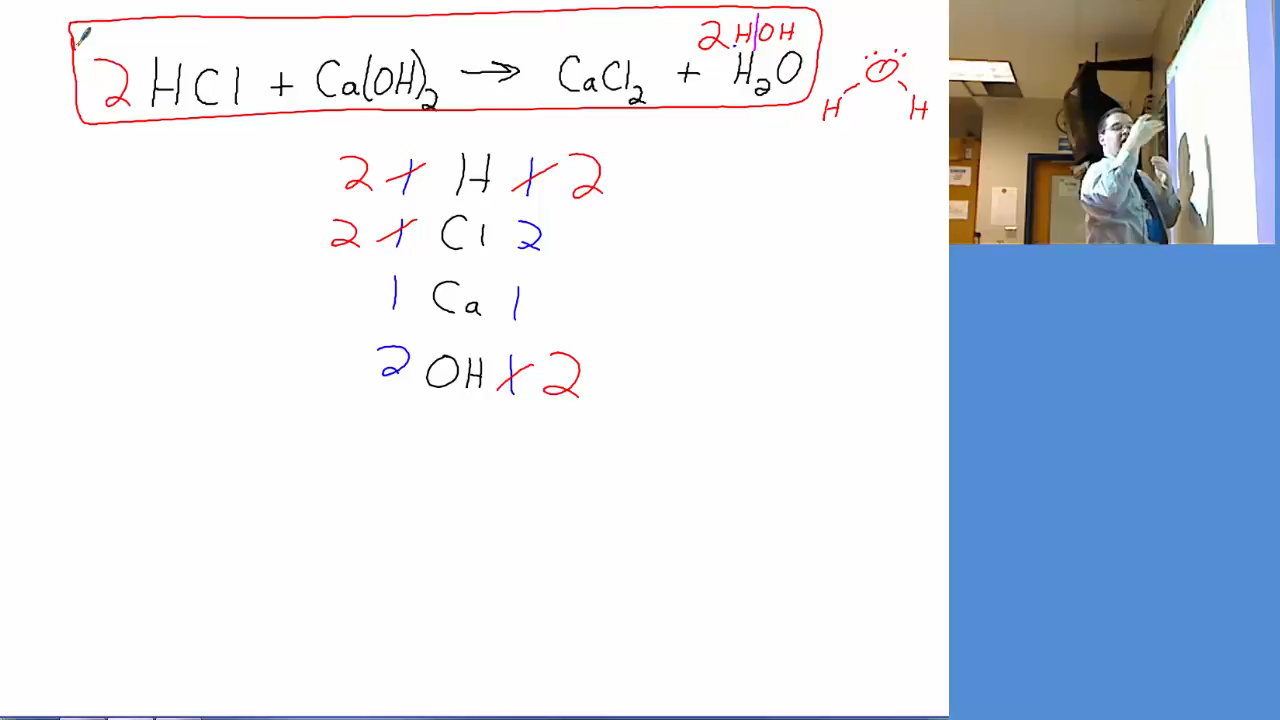 2 H|OH
2 HCl + Ca(OH)₂ → CaCl₂ + H₂O
O
H H
2 1 H 1 2
2 1 Cl 2
1 Ca 1
2 OH 1 2